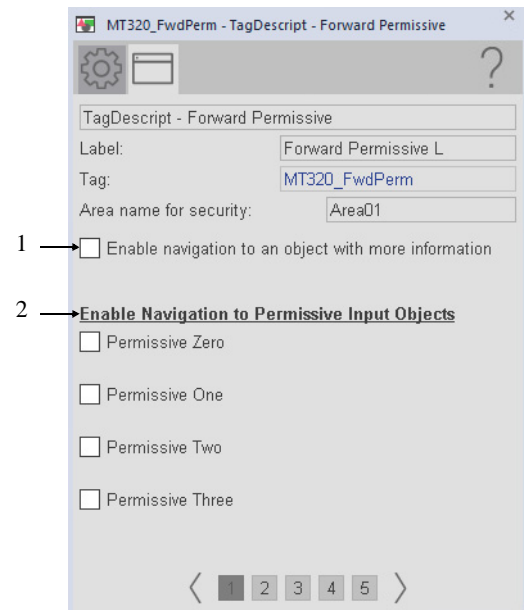 MT320_FwdPerm - TagDescript - Forward Permissive ×
?
TagDescript - Forward Permissive
Label: Forward Permissive L
Tag: MT320_FwdPerm
Area name for security: Area01
1 Enable navigation to an object with more information
2 Enable Navigation to Permissive Input Objects
Permissive Zero
Permissive One
Permissive Two
Permissive Three
1 2 3 4 5